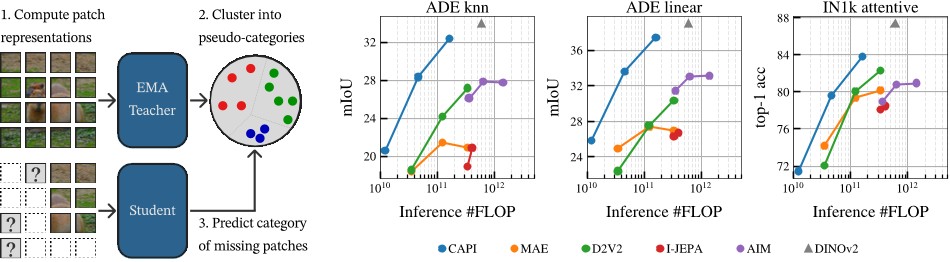 1. Compute patch
representations
EMA
Teacher
2. Cluster into
pseudo-categories
?
?
?
Student
3. Predict category
of missing patches
ADE knn
mIoU
32
28
24
20
10^10
10^11
10^12
Inference #FLOP
ADE linear
mIoU
36
32
28
24
10^10
10^11
10^12
Inference #FLOP
IN1k attentive
top-1 acc
88
84
80
76
72
10^10
10^11
10^12
Inference #FLOP
CAPI MAE D2V2 I-JEPA AIM DINOv2